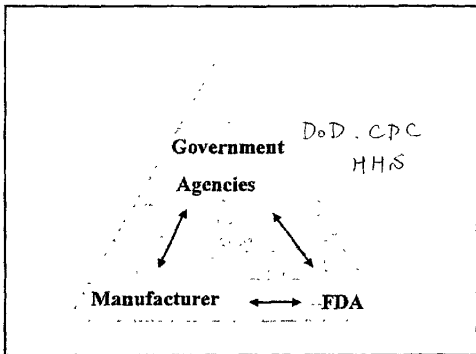 Government
Agencies
DoD. CDC
HHS
Manufacturer
FDA